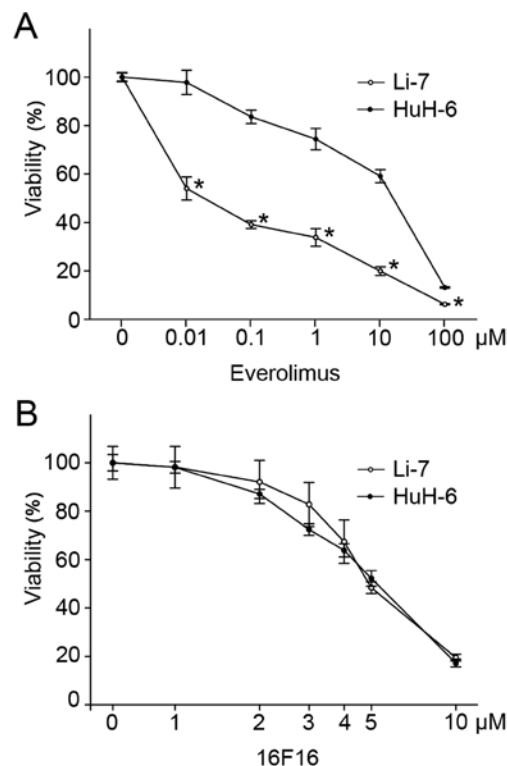 A
Viability (%)
100
80
60
40
20
0
Li-7
HuH-6
*
*
*
*
*
0 0.01 0.1 1 10 100 μM
Everolimus
B
Viability (%)
100
80
60
40
20
0
Li-7
HuH-6
0 1 2 3 4 5 10 μM
16F16